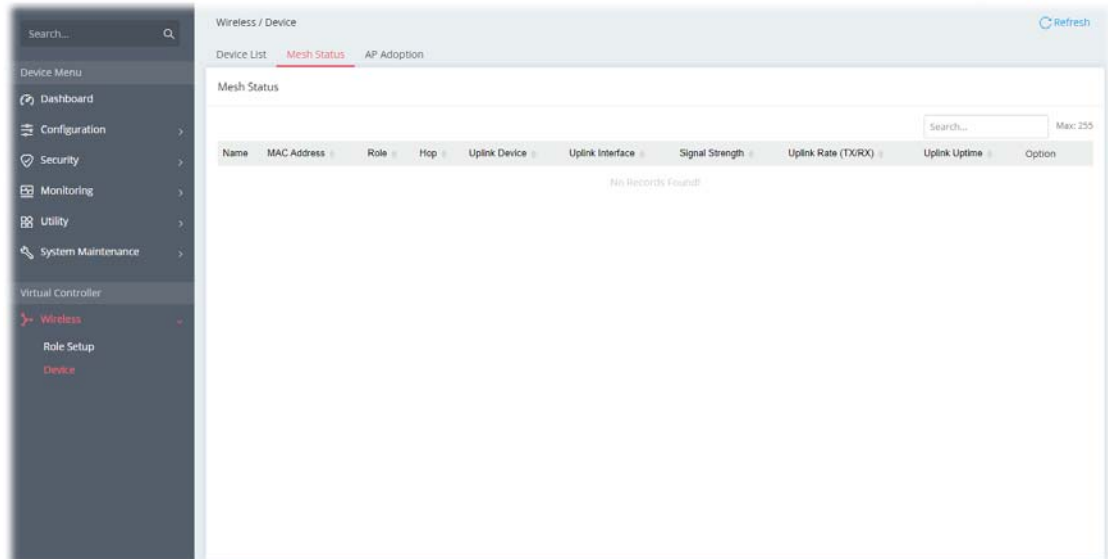 Search...
Device Menu
Dashboard
Configuration
Security
Monitoring
Utility
System Maintenance
Virtual Controller
Wireless
Role Setup
Device
Wireless / Device
Refresh
Device List Mesh Status AP Adoption
Mesh Status
Search... Max: 255
Name MAC Address Role Hop Uplink Device Uplink Interface Signal Strength Uplink Rate (TX/RX) Uplink Uptime Option
No Records Found!